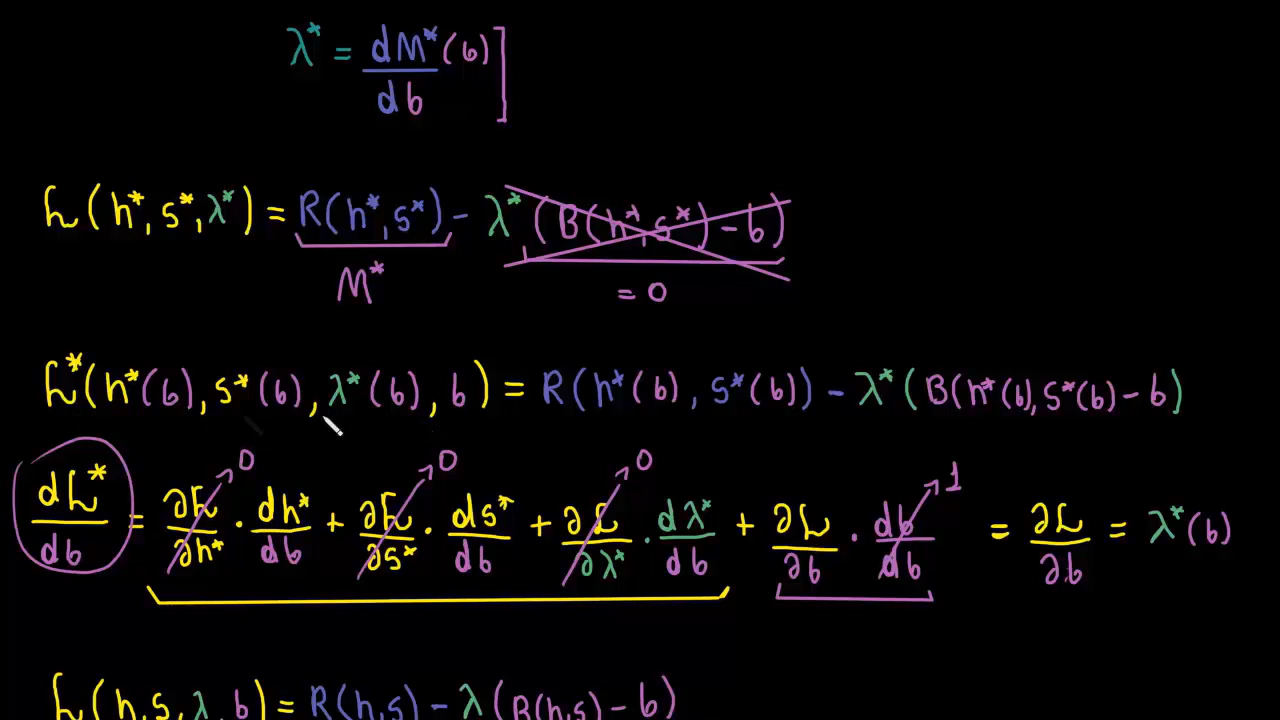 λ* = dM*/db (b)]
ℒ(h*, s*, λ*) = R(h*, s*) - λ*(B(h*, s*) - b)
M* = 0
ℒ*(h*(b), s*(b), λ*(b), b) = R(h*(b), s*(b)) - λ*(B(h*(b), s*(b) - b)
0 0 0 1
dℒ*/db = ∂ℒ/∂h* · dh*/db + ∂ℒ/∂s* · ds*/db + ∂ℒ/∂λ* · dλ*/db + ∂ℒ/∂b · db/db = ∂ℒ/∂b = λ*(b)
ℒ(h, s, λ, b) = R(h, s) - λ(B(h, s) - b)